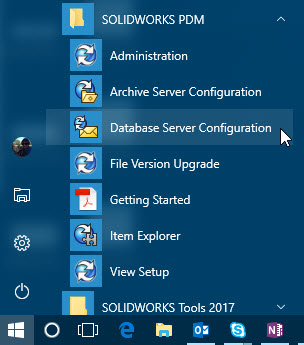 SOLIDWORKS PDM
Administration
Archive Server Configuration
Database Server Configuration
File Version Upgrade
Getting Started
Item Explorer
View Setup
SOLIDWORKS Tools 2017